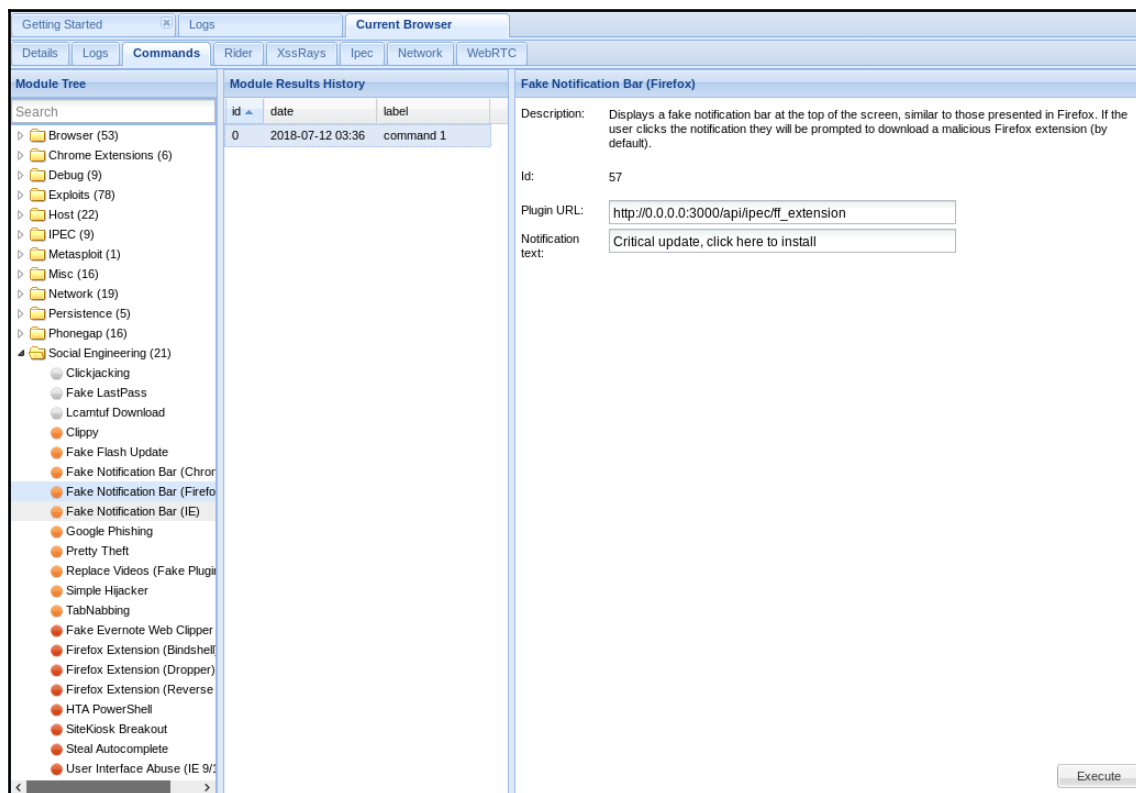 Getting Started
Logs
Current Browser
Details
Logs
Commands
Rider
XssRays
Ipec
Network
WebRTC
Module Tree
Search
Browser (53)
Chrome Extensions (6)
Debug (9)
Exploits (78)
Host (22)
IPEC (9)
Metasploit (1)
Misc (16)
Network (19)
Persistence (5)
Phonegap (16)
Social Engineering (21)
Clickjacking
Fake LastPass
Lcamtuf Download
Clippy
Fake Flash Update
Fake Notification Bar (Chron
Fake Notification Bar (Firefo
Fake Notification Bar (IE)
Google Phishing
Pretty Theft
Replace Videos (Fake Plugin
Simple Hijacker
TabNabbing
Fake Evernote Web Clipper
Firefox Extension (Bindshell)
Firefox Extension (Dropper)
Firefox Extension (Reverse
HTA PowerShell
SiteKiosk Breakout
Steal Autocomplete
User Interface Abuse (IE 9/1
Module Results History
id date label
0 2018-07-12 03:36 command 1
Fake Notification Bar (Firefox)
Description: Displays a fake notification bar at the top of the screen, similar to those presented in Firefox. If the
user clicks the notification they will be prompted to download a malicious Firefox extension (by
default).
Id: 57
Plugin URL: http://0.0.0.0:3000/api/ipec/ff_extension
Notification text: Critical update, click here to install
Execute